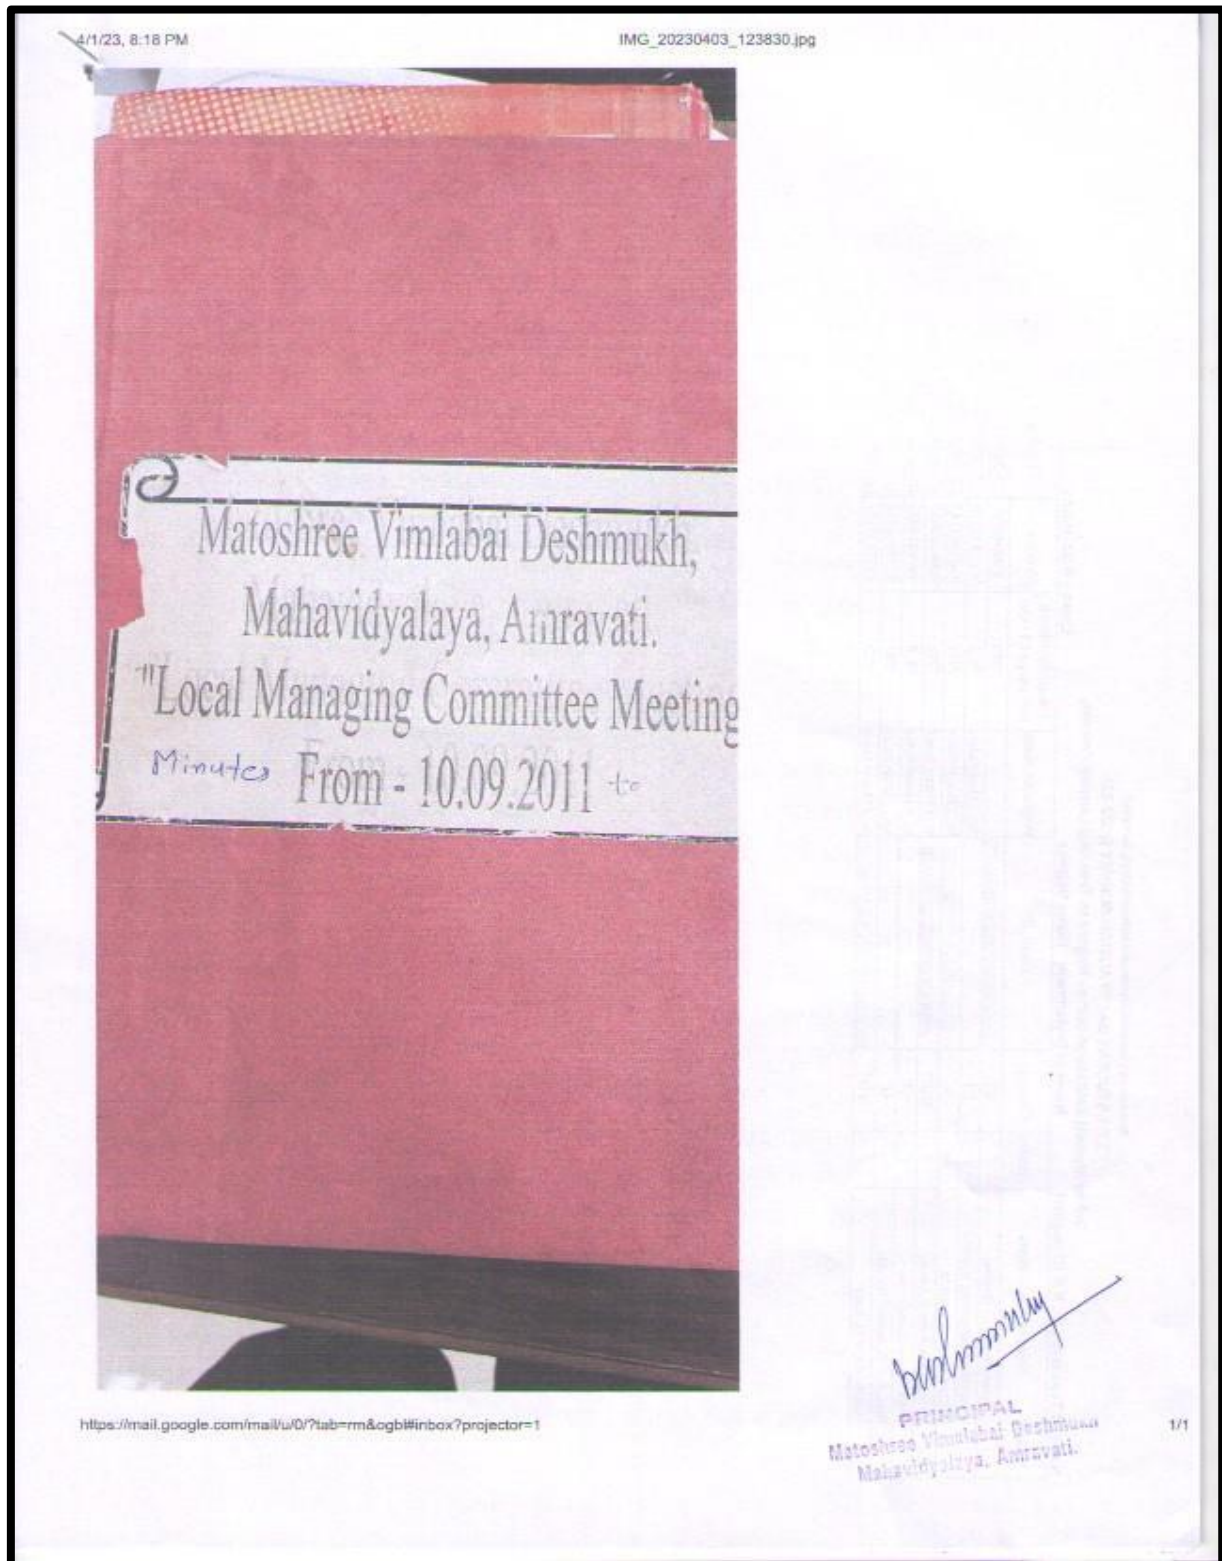 4/1/23, 8:18 PM
IMG_20230403_123830.jpg
Matoshree Vimlabai Deshmukh,
Mahavidyalaya, Amravati.
"Local Managing Committee Meeting
Minutes From - 10.09.2011 to
https://mail.google.com/mail/u/0/?tab=rm&ogbl#inbox?projector=1
PRINCIPAL
Matoshree Vimlabai Deshmukh
Mahavidyalaya, Amravati.
1/1